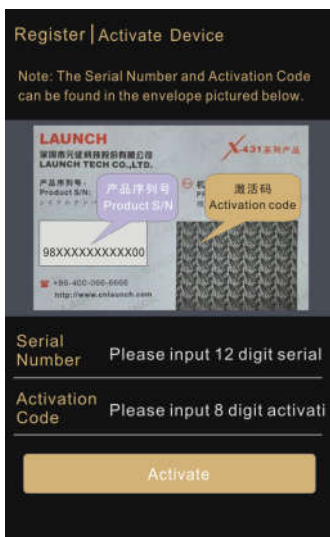 Register | Activate Device
Note: The Serial Number and Activation Code
can be found in the envelope pictured below.
LAUNCH
深圳市元征科技股份有限公司
LAUNCH TECH CO.,LTD.
X-431系列产品
产品序列号:
Product S/N:
产品序列号
Product S/N
激活码
Activation code
98XXXXXXXXXX00
+86-400-066-6666
http://www.cnlaunch.com
Serial
Number
Please input 12 digit serial
Activation
Code
Please input 8 digit activati
Activate